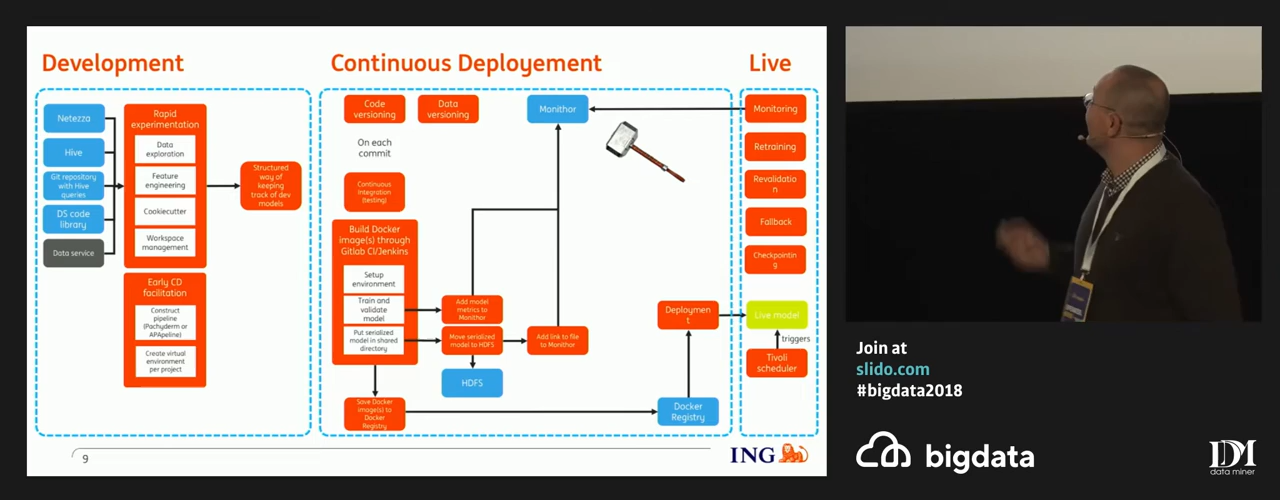 Development
Continuous Deployement
Live
Netezza
Hive
Git repository
with Hive
queries
DS code
library
Data service
Rapid
experimentation
Data
exploration
Feature
engineering
Cookiecutter
Workspace
management
Structured
way of
keeping
track of dev
models
Early CD
facilitation
Construct
pipeline
(Pachyderm or
APApeline)
Create virtual
environment
per project
Code
versioning
Data
versioning
On each
commit
Continuous
Integration
(testing)
Build Docker
image(s) through
Gitlab CI/Jenkins
Setup
environment
Train and
validate
model
Put serialized
model in shared
directory
Add model
metrics to
Monithor
Move serialized
model to HDFS
Add link to file
to Monithor
HDFS
Save Docker
image(s) to
Docker
Registry
Monithor
Deploymen
t
Docker
Registry
Monitoring
Retraining
Revalidatio
n
Fallback
Checkpointin
g
Live model
triggers
Tivoli
scheduler
9
ING
Join at
slido.com
#bigdata2018
bigdata
DM
data miner